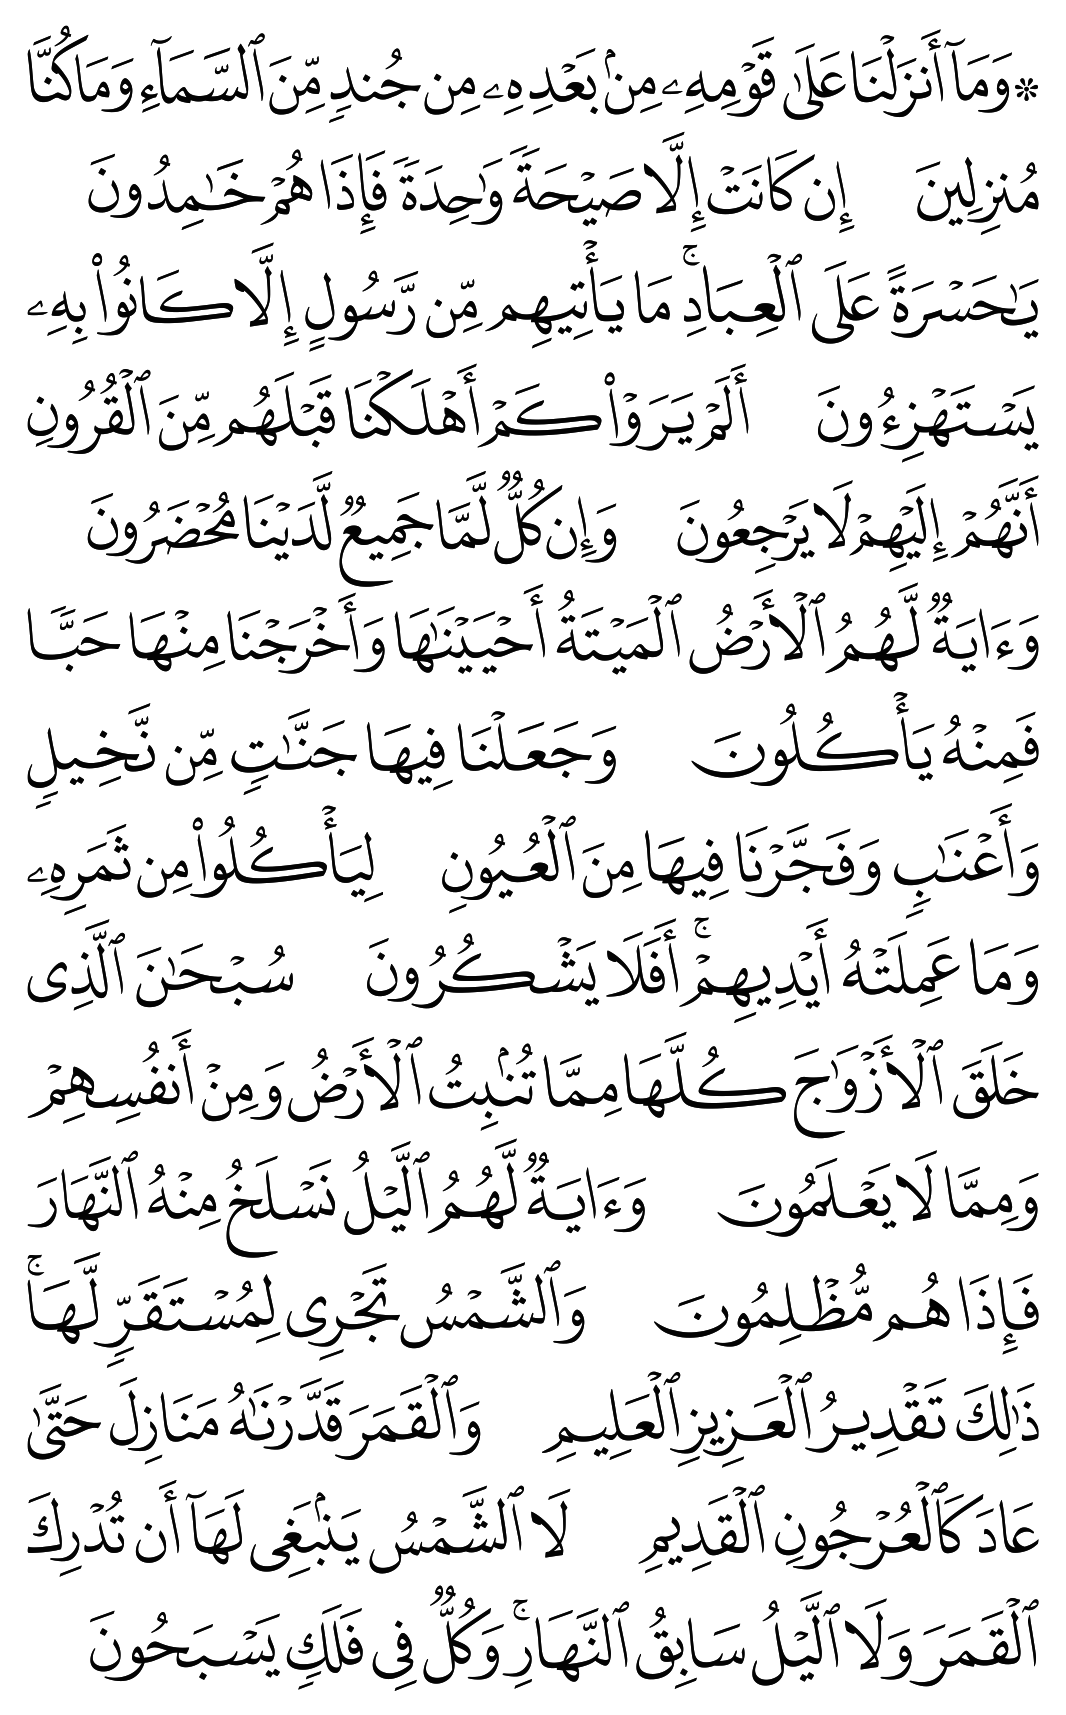 ۞وَمَآ أَنزَلْنَا عَلَىٰ قَوْمِهِۦ مِنۢ بَعْدِهِۦ مِن جُندٍ مِّنَ ٱلسَّمَآءِ وَمَا كُنَّا
مُنزِلِينَ إِن كَانَتْ إِلَّا صَيْحَةً وَٰحِدَةً فَإِذَا هُمْ خَـٰمِدُونَ
يَـٰحَسْرَةً عَلَى ٱلْعِبَادِ ۚ مَا يَأْتِيهِم مِّن رَّسُولٍ إِلَّا كَانُوا۟ بِهِۦ
يَسْتَهْزِءُونَ أَلَمْ يَرَوْا۟ كَمْ أَهْلَكْنَا قَبْلَهُم مِّنَ ٱلْقُرُونِ
أَنَّهُمْ إِلَيْهِمْ لَا يَرْجِعُونَ وَإِن كُلٌّ لَّمَّا جَمِيعٌ لَّدَيْنَا مُحْضَرُونَ
وَءَايَةٌ لَّهُمُ ٱلْأَرْضُ ٱلْمَيْتَةُ أَحْيَيْنَـٰهَا وَأَخْرَجْنَا مِنْهَا حَبًّا
فَمِنْهُ يَأْكُلُونَ وَجَعَلْنَا فِيهَا جَنَّـٰتٍ مِّن نَّخِيلٍ
وَأَعْنَـٰبٍ وَفَجَّرْنَا فِيهَا مِنَ ٱلْعُيُونِ لِيَأْكُلُوا۟ مِن ثَمَرِهِۦ
وَمَا عَمِلَتْهُ أَيْدِيهِمْ ۚ أَفَلَا يَشْكُرُونَ سُبْحَـٰنَ ٱلَّذِى
خَلَقَ ٱلْأَزْوَٰجَ كُلَّهَا مِمَّا تُنۢبِتُ ٱلْأَرْضُ وَمِنْ أَنفُسِهِمْ
وَمِمَّا لَا يَعْلَمُونَ وَءَايَةٌ لَّهُمُ ٱلَّيْلُ نَسْلَخُ مِنْهُ ٱلنَّهَارَ
فَإِذَا هُم مُّظْلِمُونَ وَٱلشَّمْسُ تَجْرِى لِمُسْتَقَرٍّ لَّهَا ۚ
ذَٰلِكَ تَقْدِيرُ ٱلْعَزِيزِ ٱلْعَلِيمِ وَٱلْقَمَرَ قَدَّرْنَـٰهُ مَنَازِلَ حَتَّىٰ
عَادَ كَٱلْعُرْجُونِ ٱلْقَدِيمِ لَا ٱلشَّمْسُ يَنۢبَغِى لَهَآ أَن تُدْرِكَ
ٱلْقَمَرَ وَلَا ٱلَّيْلُ سَابِقُ ٱلنَّهَارِ ۚ وَكُلٌّ فِى فَلَكٍ يَسْبَحُونَ